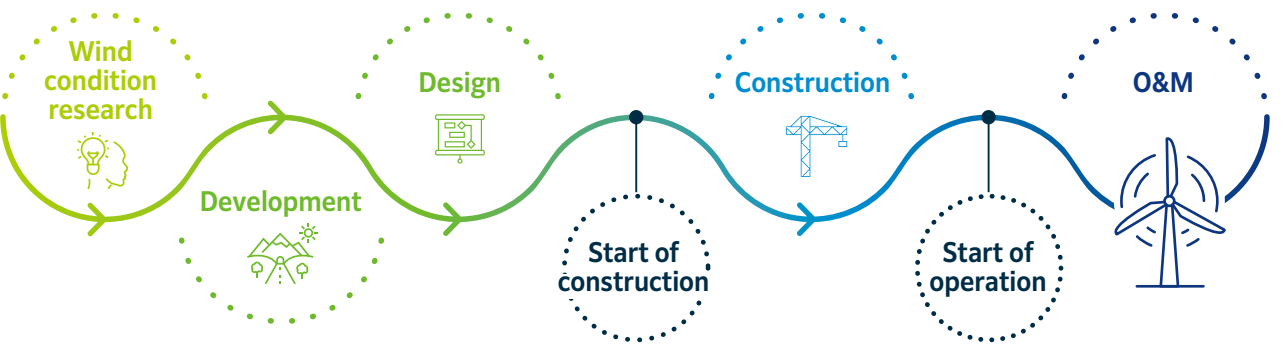 Wind
condition
research
Development
Design
Start of
construction
Construction
Start of
operation
O&M